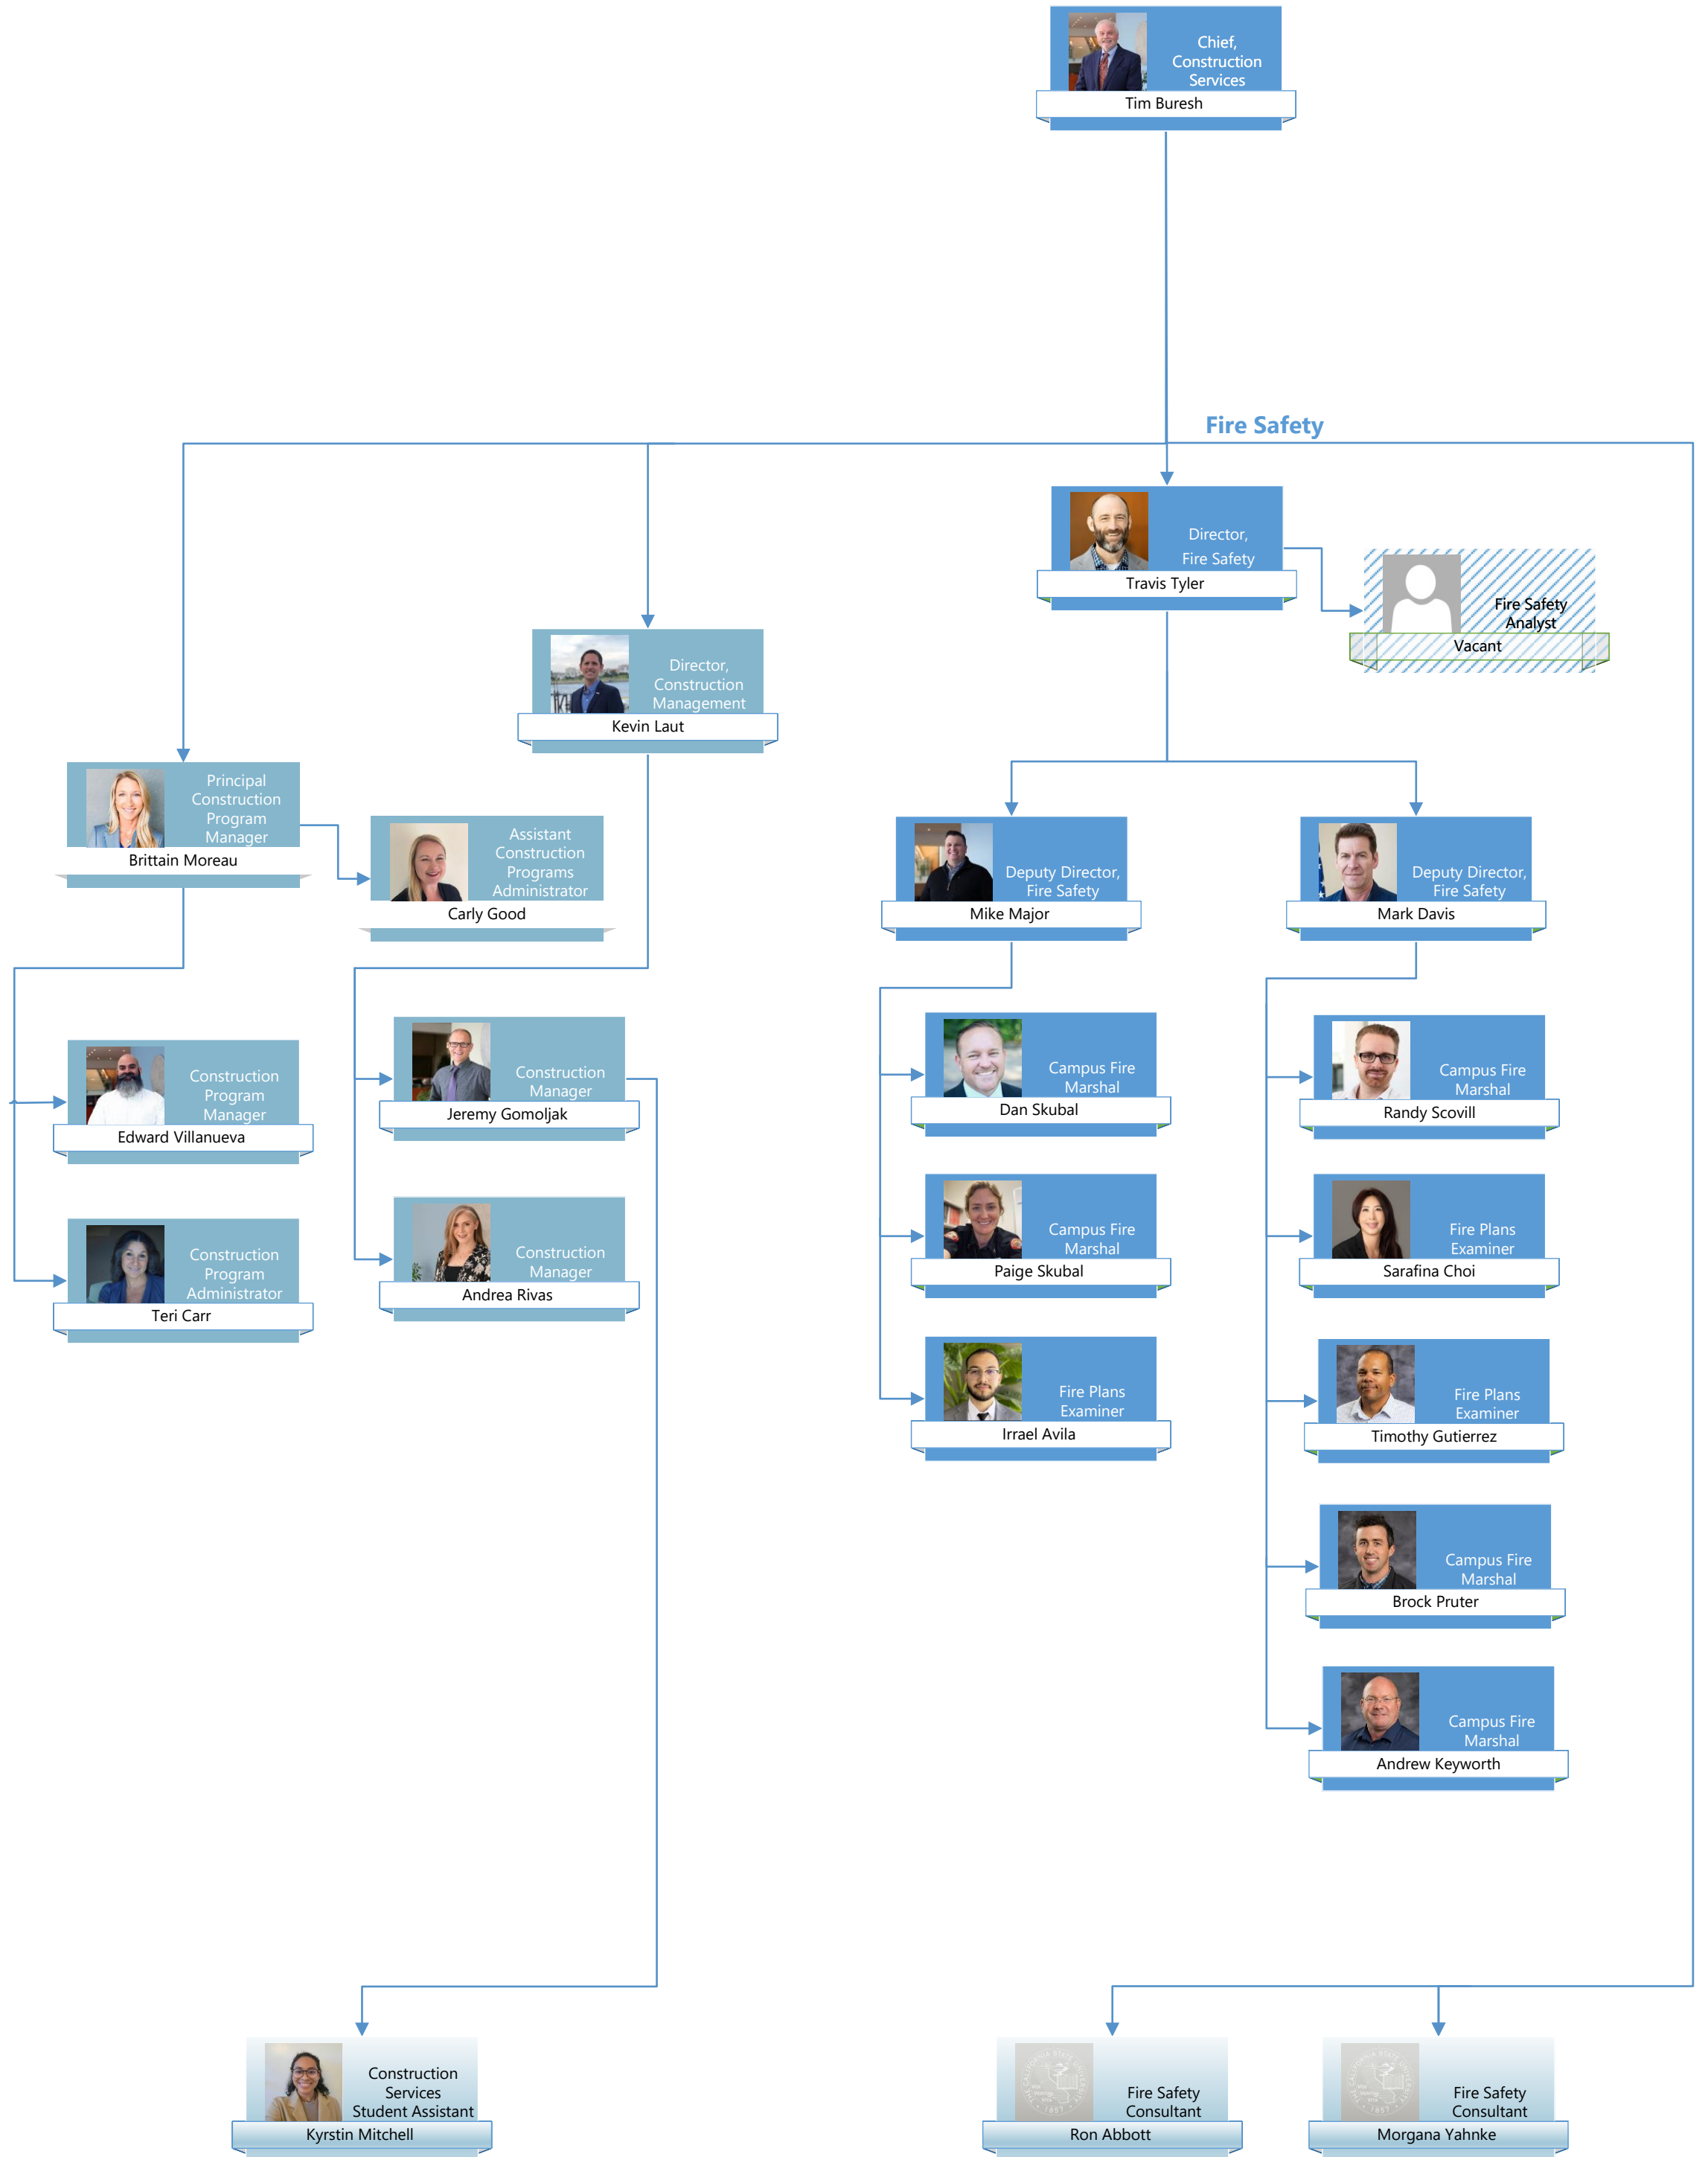 Chief,
Construction
Services
Tim Buresh
Fire Safety
Director,
Fire Safety
Travis Tyler
Fire Safety
Analyst
Vacant
Director,
Construction
Management
Kevin Laut
Principal
Construction
Program
Manager
Brittain Moreau
Assistant
Construction
Programs
Administrator
Carly Good
Deputy Director,
Fire Safety
Mike Major
Deputy Director,
Fire Safety
Mark Davis
Construction
Program
Manager
Edward Villanueva
Construction
Manager
Jeremy Gomoljak
Campus Fire
Marshal
Dan Skubal
Campus Fire
Marshal
Randy Scovill
Construction
Program
Administrator
Teri Carr
Construction
Manager
Andrea Rivas
Campus Fire
Marshal
Paige Skubal
Fire Plans
Examiner
Sarafina Choi
Fire Plans
Examiner
Irrael Avila
Fire Plans
Examiner
Timothy Gutierrez
Campus Fire
Marshal
Brock Pruter
Campus Fire
Marshal
Andrew Keyworth
Construction
Services
Student Assistant
Kyrstin Mitchell
Fire Safety
Consultant
Ron Abbott
Fire Safety
Consultant
Morgana Yahnke